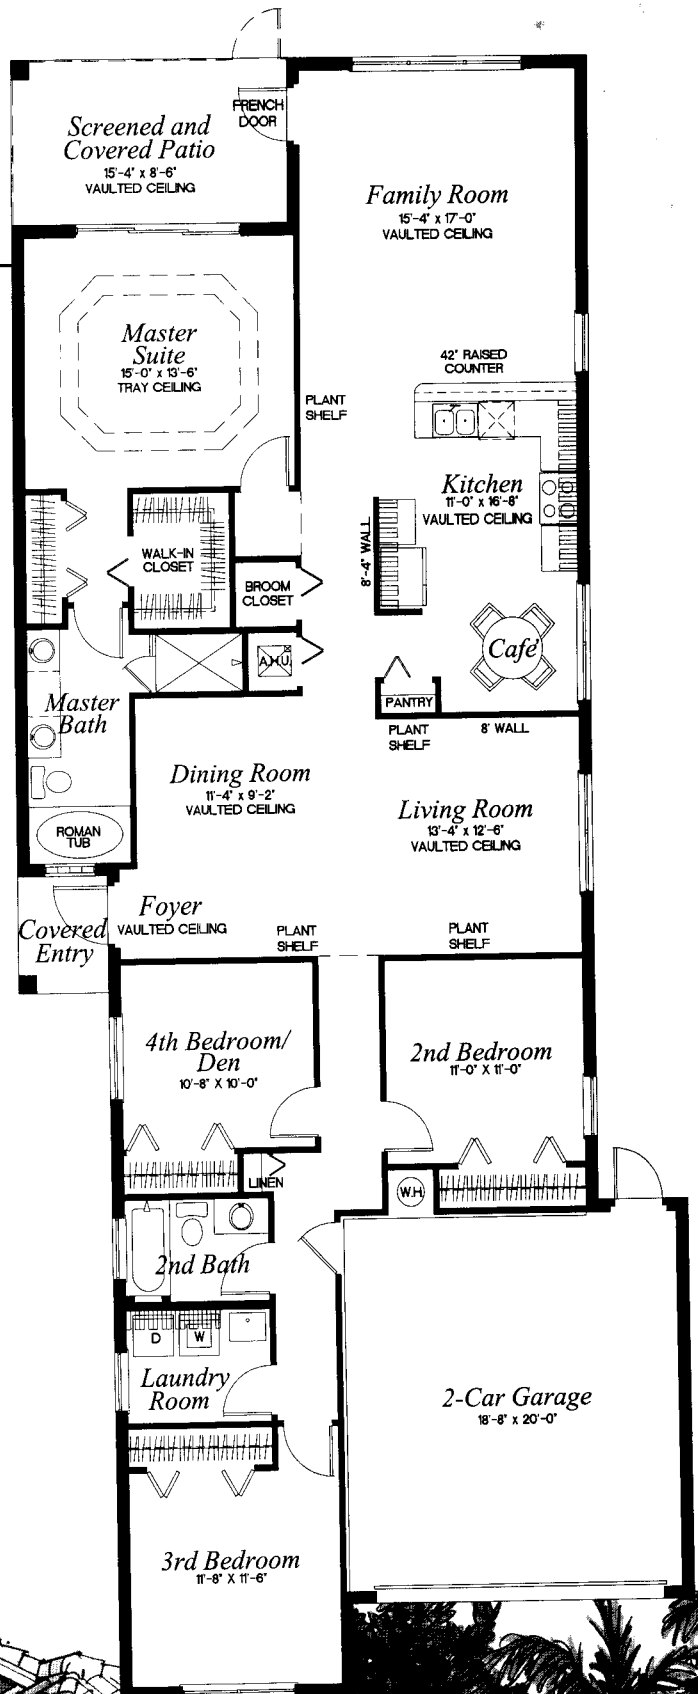 FRENCH
DOOR
Screened and
Covered Patio
15'-4" x 8'-6"
VAULTED CEILING
Family Room
15'-4" x 17'-0"
VAULTED CEILING
Master
Suite
15'-0" x 13'-6"
TRAY CEILING
42" RAISED
COUNTER
PLANT
SHELF
Kitchen
11'-0" x 16'-8"
VAULTED CEILING
8'-4" WALL
WALK-IN
CLOSET
BROOM
CLOSET
A.H.U.
Café
Master
Bath
PANTRY
PLANT
SHELF
8' WALL
Dining Room
11'-4" x 9'-2"
VAULTED CEILING
Living Room
13'-4" x 12'-6"
VAULTED CEILING
ROMAN
TUB
Foyer
VAULTED CEILING
Covered
Entry
PLANT
SHELF
PLANT
SHELF
4th Bedroom/
Den
10'-8" X 10'-0"
2nd Bedroom
11'-0" X 11'-0"
LINEN
W.H.
2nd Bath
D
W
Laundry
Room
2-Car Garage
18'-8" x 20'-0"
3rd Bedroom
11'-8" X 11'-6"